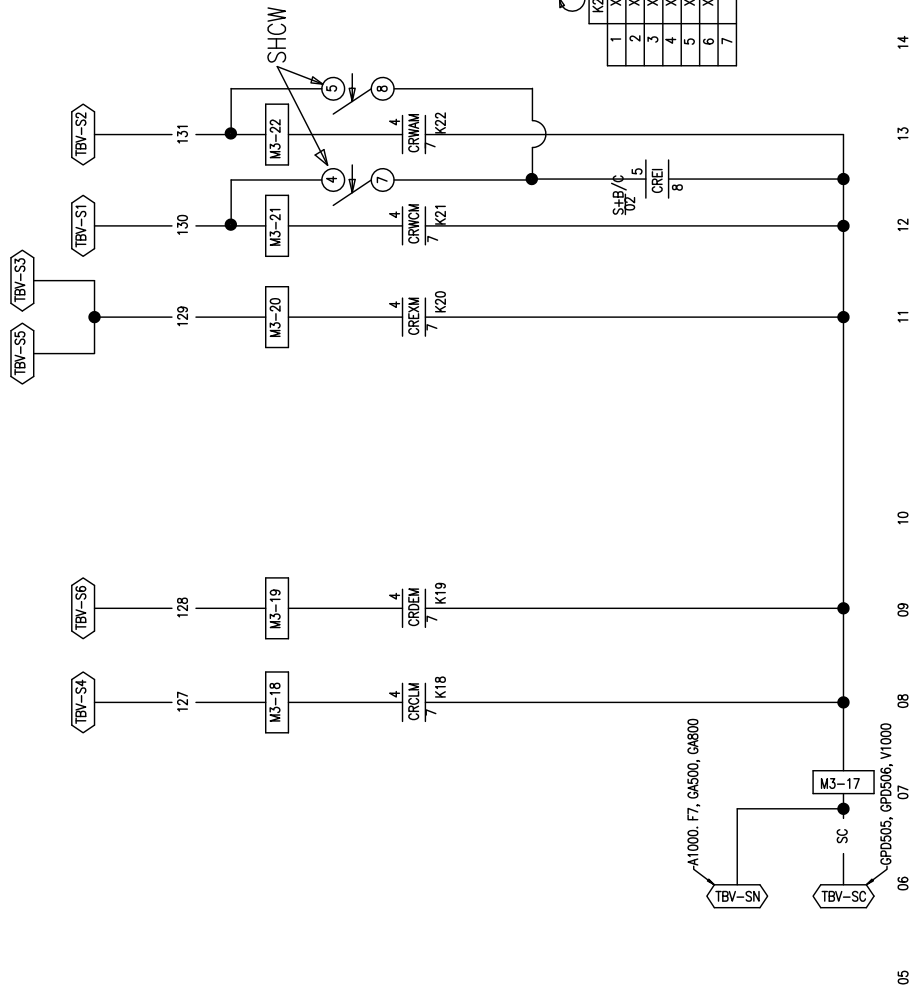 TBV-S5
TBV-S3
TBV-S4
TBV-S6
TBV-S1
TBV-S2
127
128
129
130
131
SHCW
M3-18
M3-19
M3-20
M3-21
M3-22
4
5
7
8
4
CRCLM
7
K18
4
CRDEM
7
K19
4
CREXM
7
K20
4
CRWCM
7
K21
4
CRWAM
7
K22
S+B/C
02
5
CREI
8
1 X
2 X
3 X
4 X
5 X
6 X
7
A1000. F7, GA500, GA800
TBV-SN
M3-17
SC
TBV-SC
GPD505, GPD506, V1000
05
06
07
08
09
10
11
12
13
14